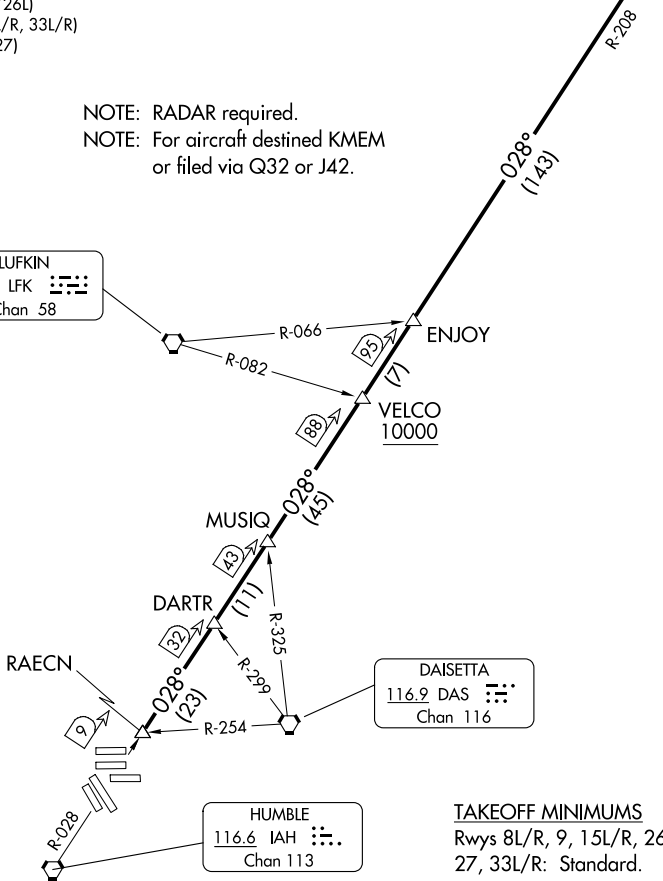 26L)
L/R, 33L/R)
27)
R-208
NOTE: RADAR required.
NOTE: For aircraft destined KMEM
or filed via Q32 or J42.
028°
(143)
LUFKIN
LFK
Chan 58
R-066
R-082
95
ENJOY
(7)
VELCO
10000
88
028°
(45)
MUSIQ
43
(11)
DARTR
32
R-325
R-299
RAECN
028°
(23)
9
R-254
DAISETTA
116.9 DAS
Chan 116
R-028
HUMBLE
116.6 IAH
Chan 113
TAKEOFF MINIMUMS
Rwys 8L/R, 9, 15L/R, 26
27, 33L/R: Standard.